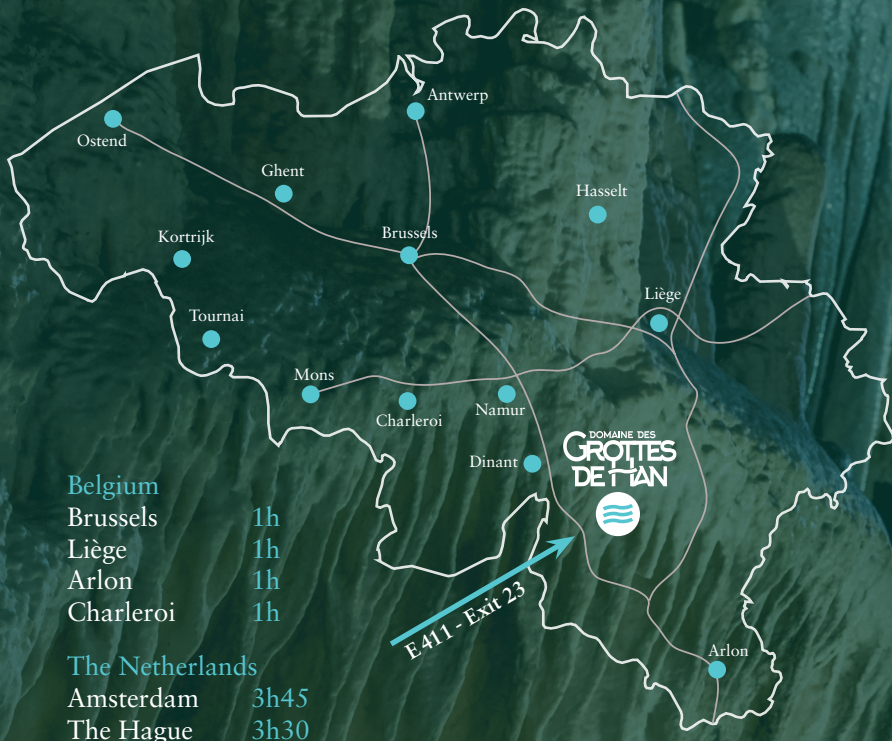 Antwerp
Ostend
Ghent
Hasselt
Kortrijk
Brussels
Liège
Tournai
Mons
Charleroi
Namur
Dinant
DOMAINE DES
GROTTES
DE HAN
E 411 - Exit 23
Arlon
Belgium
Brussels 1h
Liège 1h
Arlon 1h
Charleroi 1h
The Netherlands
Amsterdam 3h45
The Hague 3h30